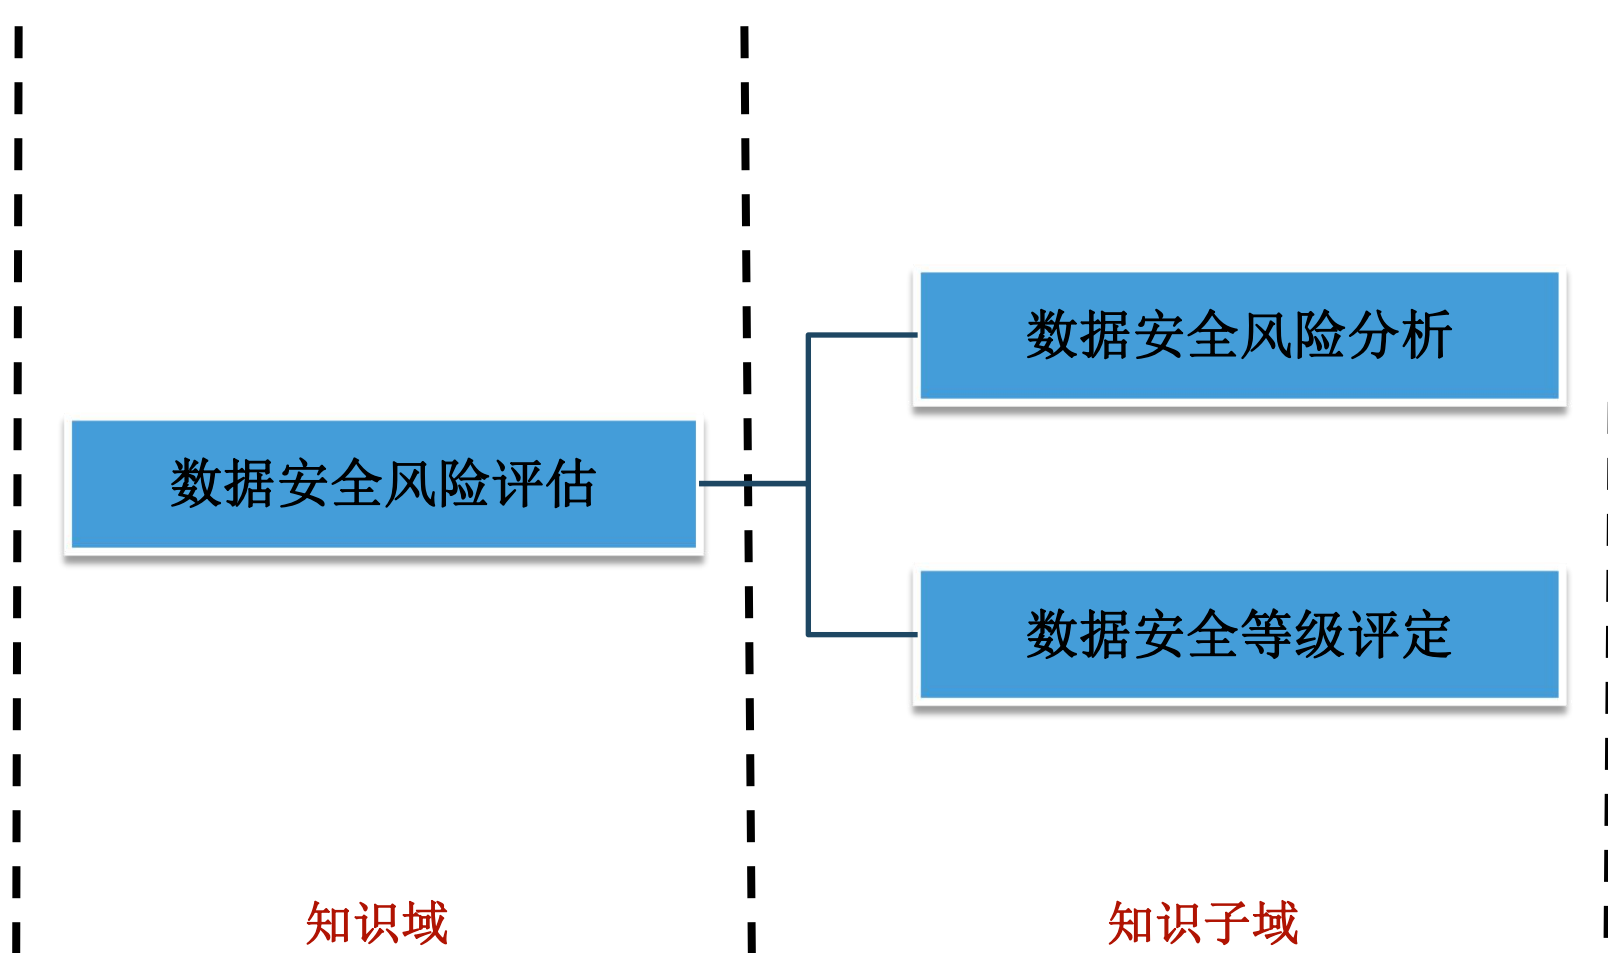 数据安全风险分析
数据安全风险评估
数据安全等级评定
知识域
知识子域